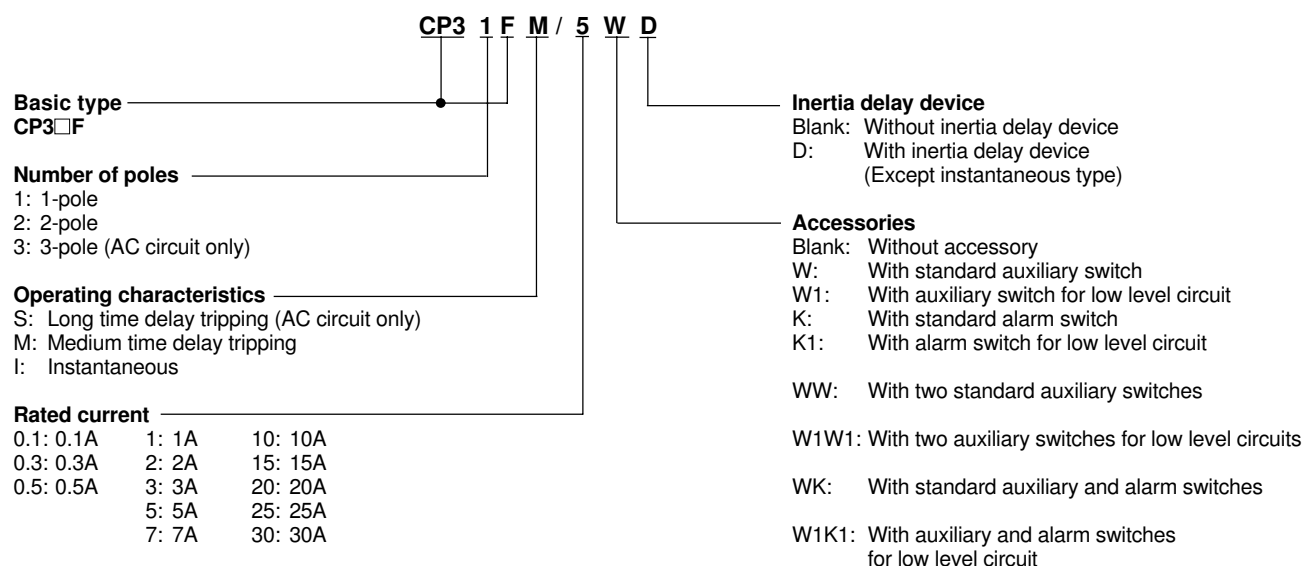 CP3 1 F M / 5 W D
Basic type
CP3□F
Number of poles
1: 1-pole
2: 2-pole
3: 3-pole (AC circuit only)
Operating characteristics
S: Long time delay tripping (AC circuit only)
M: Medium time delay tripping
I: Instantaneous
Rated current
0.1: 0.1A 1: 1A 10: 10A
0.3: 0.3A 2: 2A 15: 15A
0.5: 0.5A 3: 3A 20: 20A
5: 5A 25: 25A
7: 7A 30: 30A
Inertia delay device
Blank: Without inertia delay device
D: With inertia delay device
(Except instantaneous type)
Accessories
Blank: Without accessory
W: With standard auxiliary switch
W1: With auxiliary switch for low level circuit
K: With standard alarm switch
K1: With alarm switch for low level circuit
WW: With two standard auxiliary switches
W1W1: With two auxiliary switches for low level circuits
WK: With standard auxiliary and alarm switches
W1K1: With auxiliary and alarm switches
for low level circuit